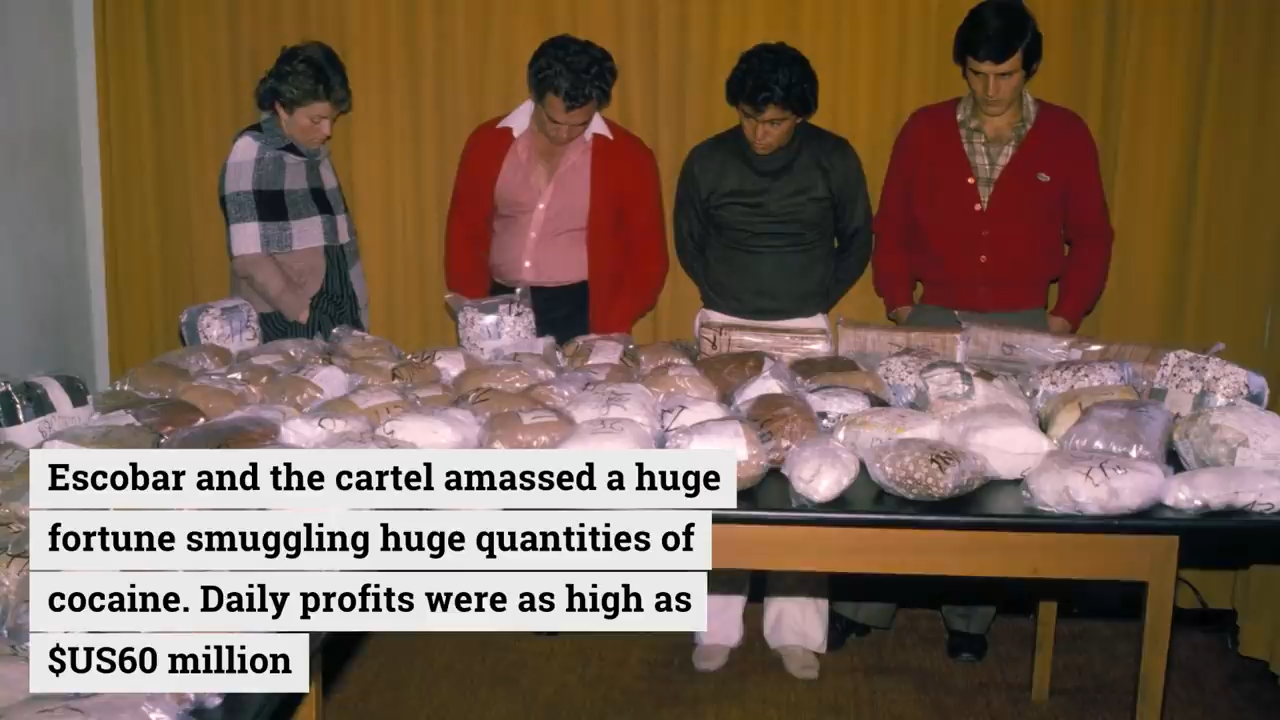 Escobar and the cartel amassed a huge
fortune smuggling huge quantities of
cocaine. Daily profits were as high as
$US60 million